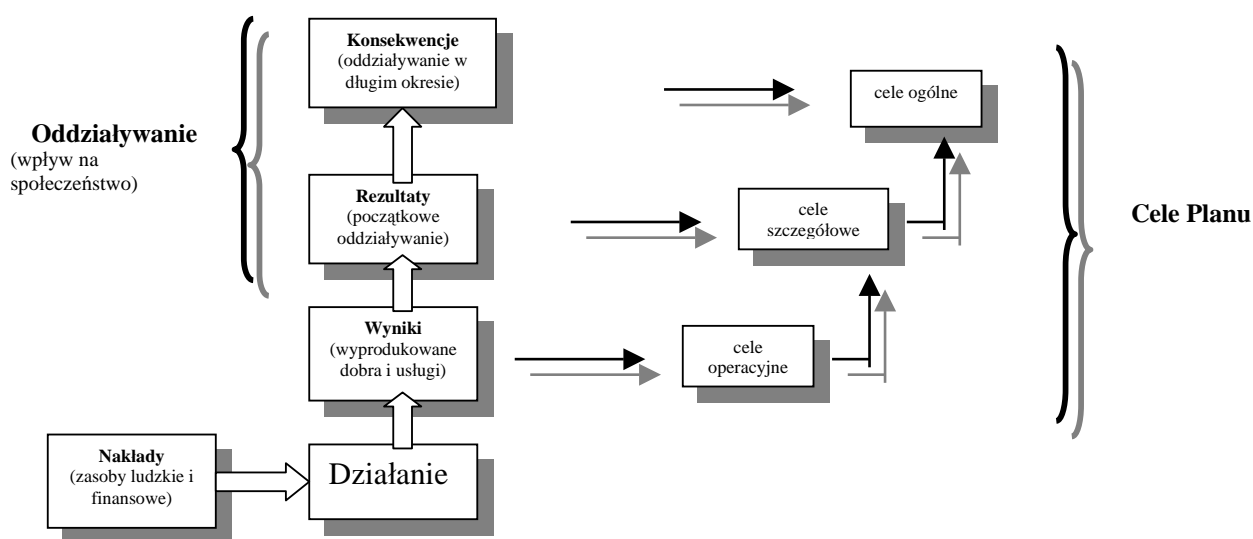 Konsekwencje
(oddziaływanie w
długim okresie)
cele ogólne
Oddziaływanie
(wpływ na
społeczeństwo)
Rezultaty
(początkowe
oddziaływanie)
cele
szczegółowe
Cele Planu
Wyniki
(wyprodukowane
dobra i usługi)
cele
operacyjne
Nakłady
(zasoby ludzkie i
finansowe)
Działanie